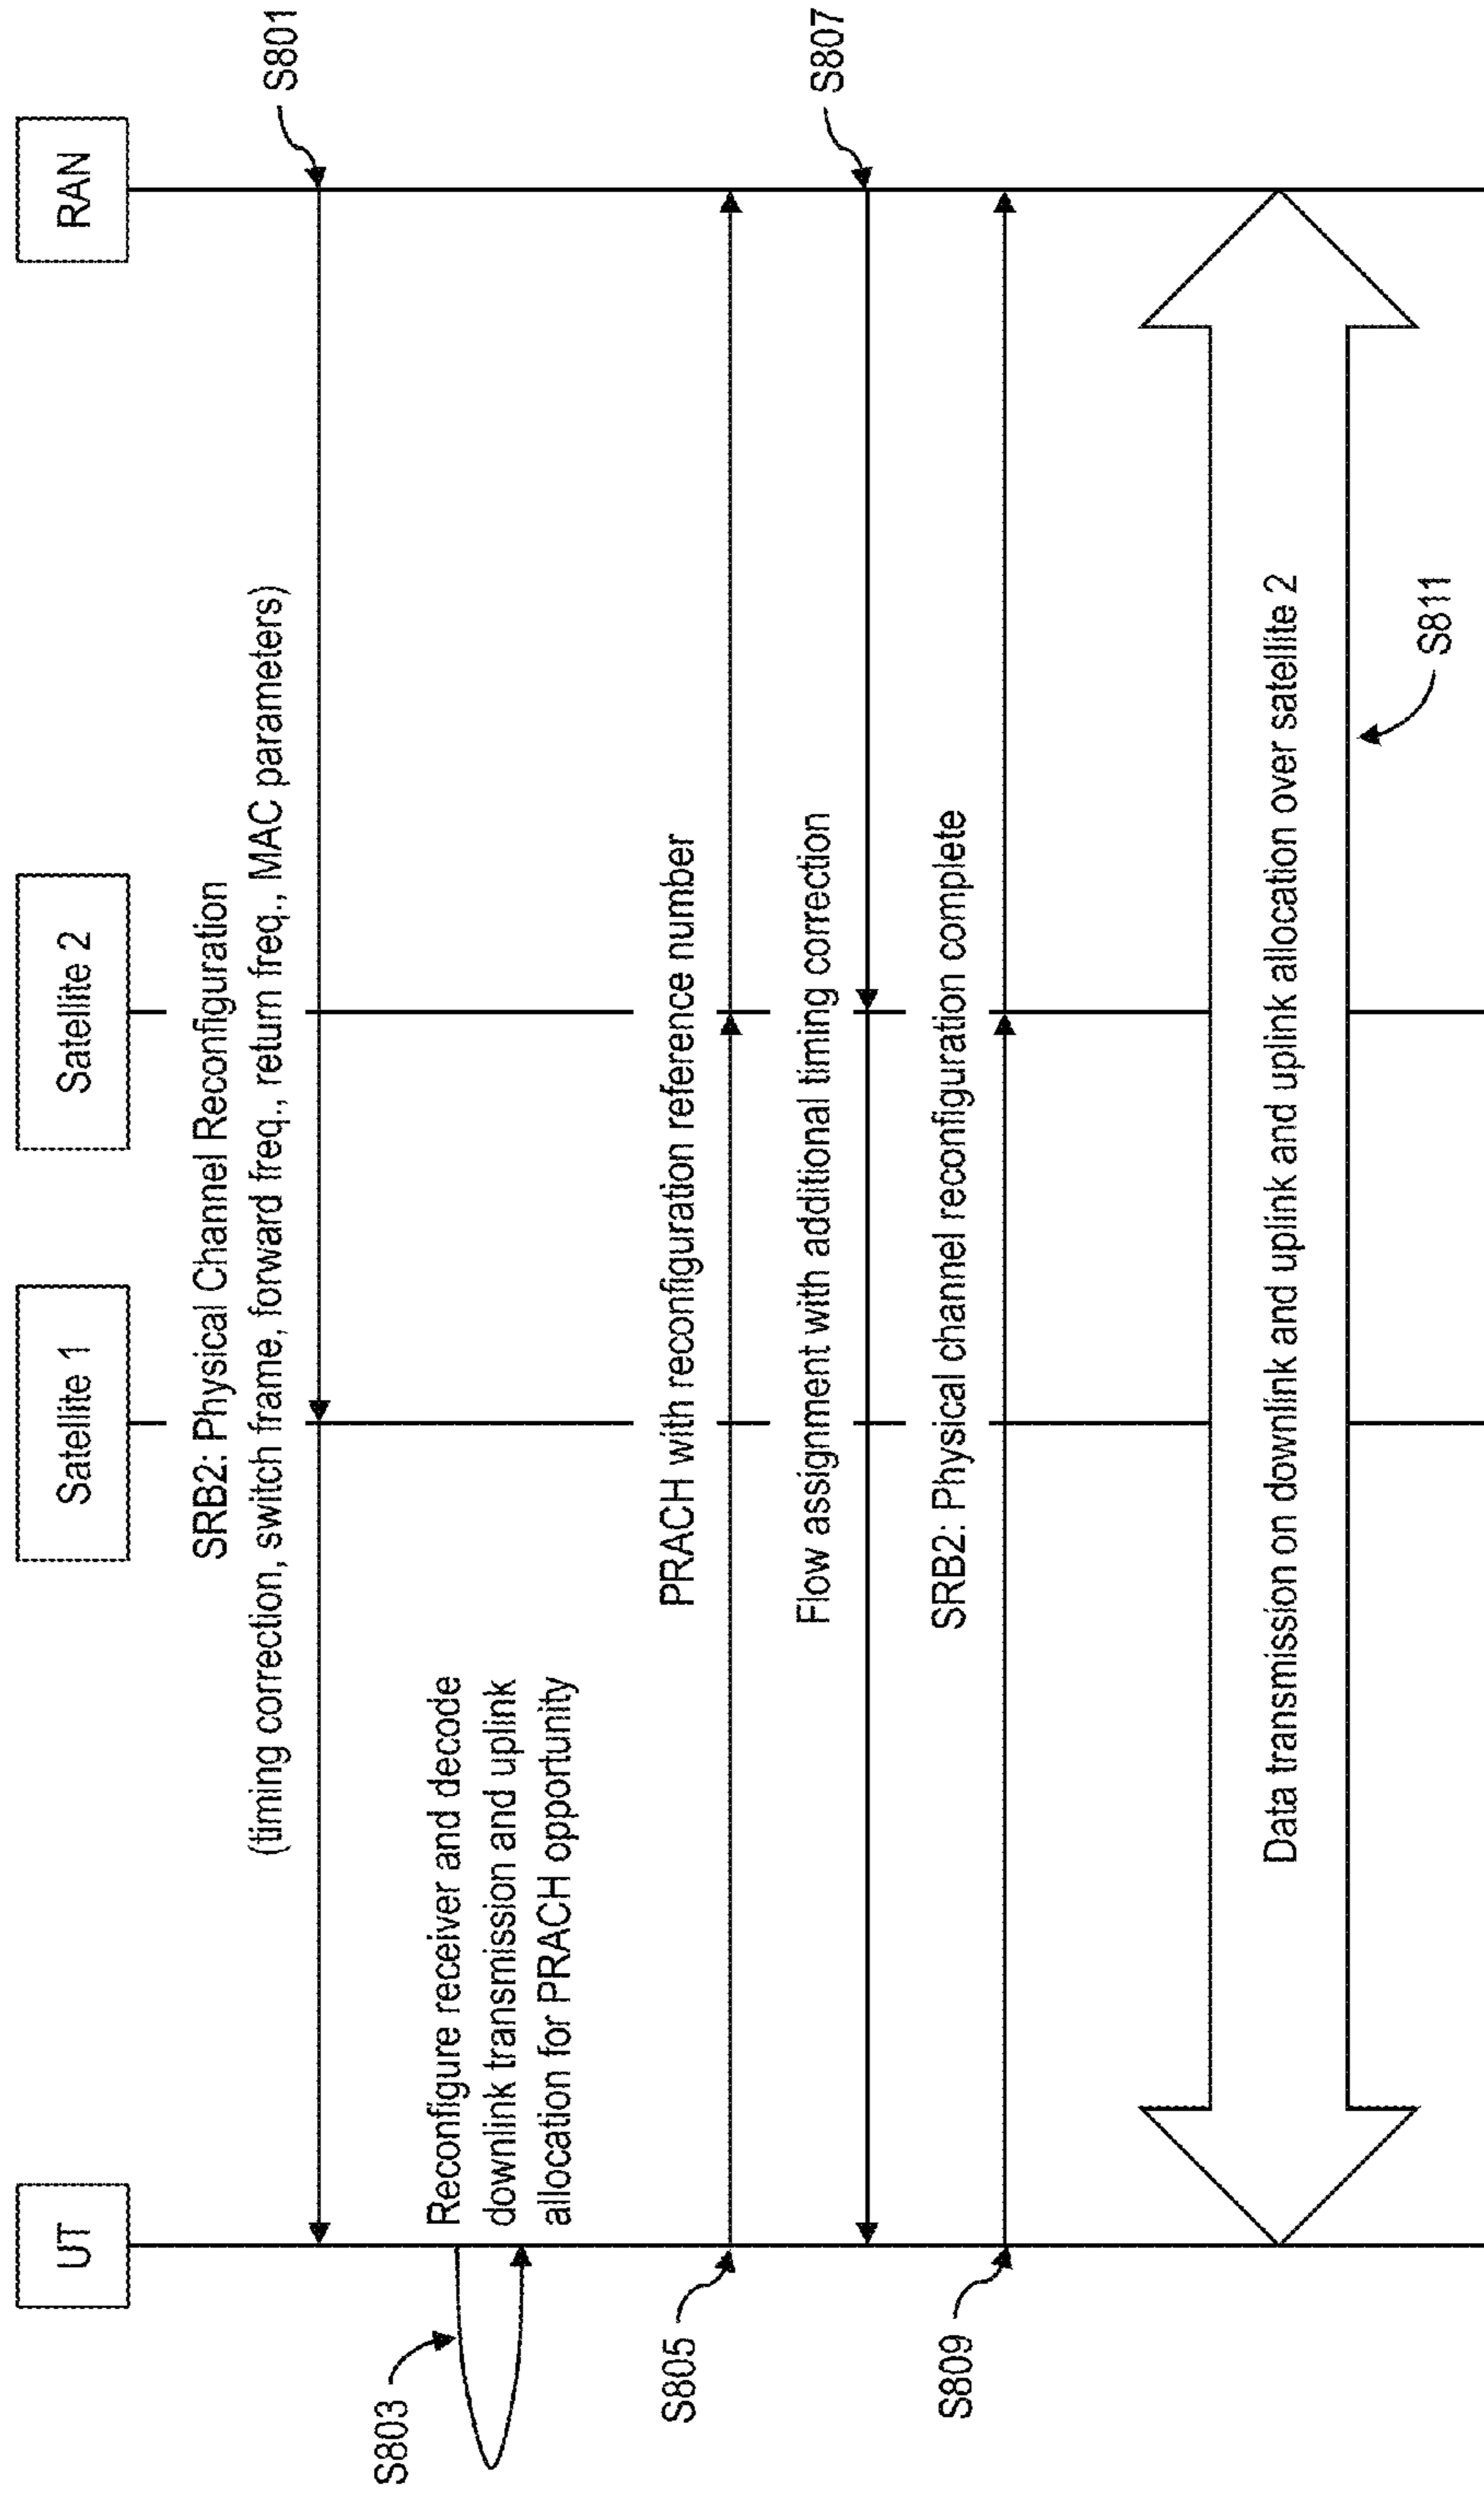 UT
Satellite 1
Satellite 2
RAN
SRB2: Physical Channel Reconfiguration
(timing correction, switch frame, forward freq., return freq., MAC parameters)
S801
S803
Reconfigure receiver and decode
downlink transmission and uplink
allocation for PRACH opportunity
PRACH with reconfiguration reference number
S805
Flow assignment with additional timing correction
S807
SRB2: Physical channel reconfiguration complete
S809
Data transmission on downlink and uplink and uplink allocation over satellite 2
S811